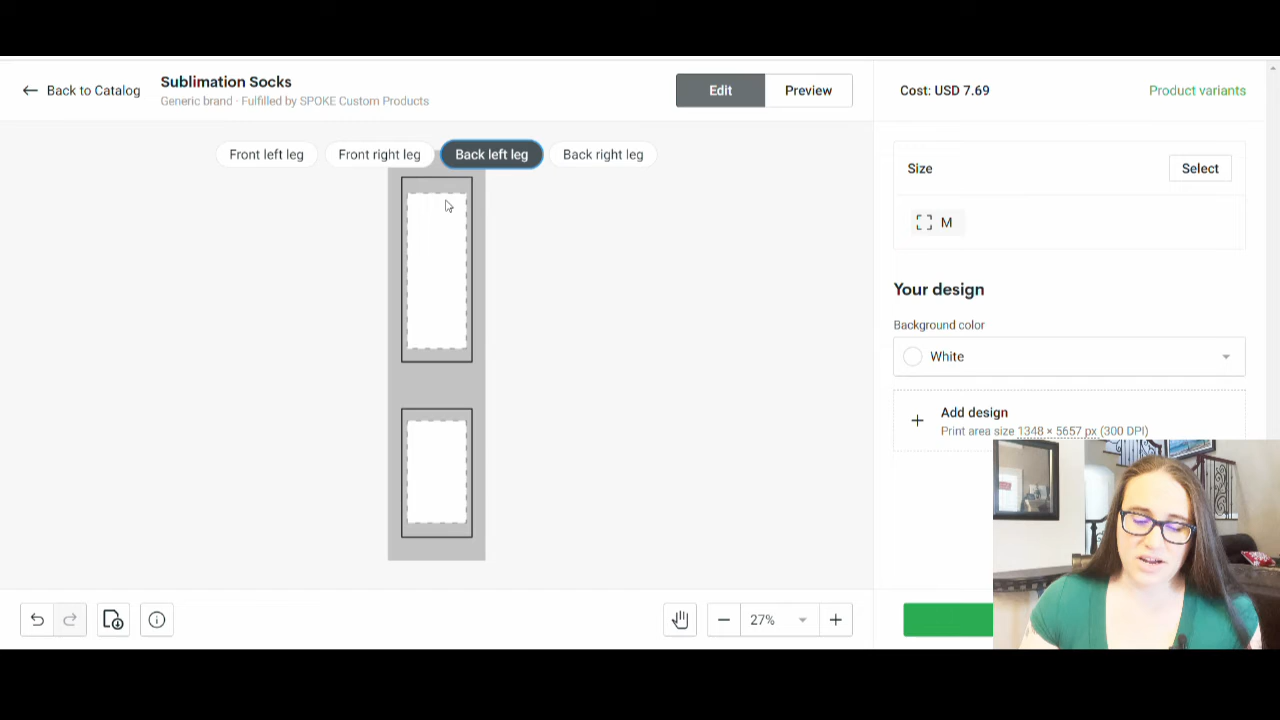 Back to Catalog
Sublimation Socks
Generic brand · Fulfilled by SPOKE Custom Products
Edit
Preview
Cost: USD 7.69
Product variants
Front left leg
Front right leg
Back left leg
Back right leg
Size
Select
M
Your design
Background color
White
Add design
Print area size 1348 × 5657 px (300 DPI)
27%